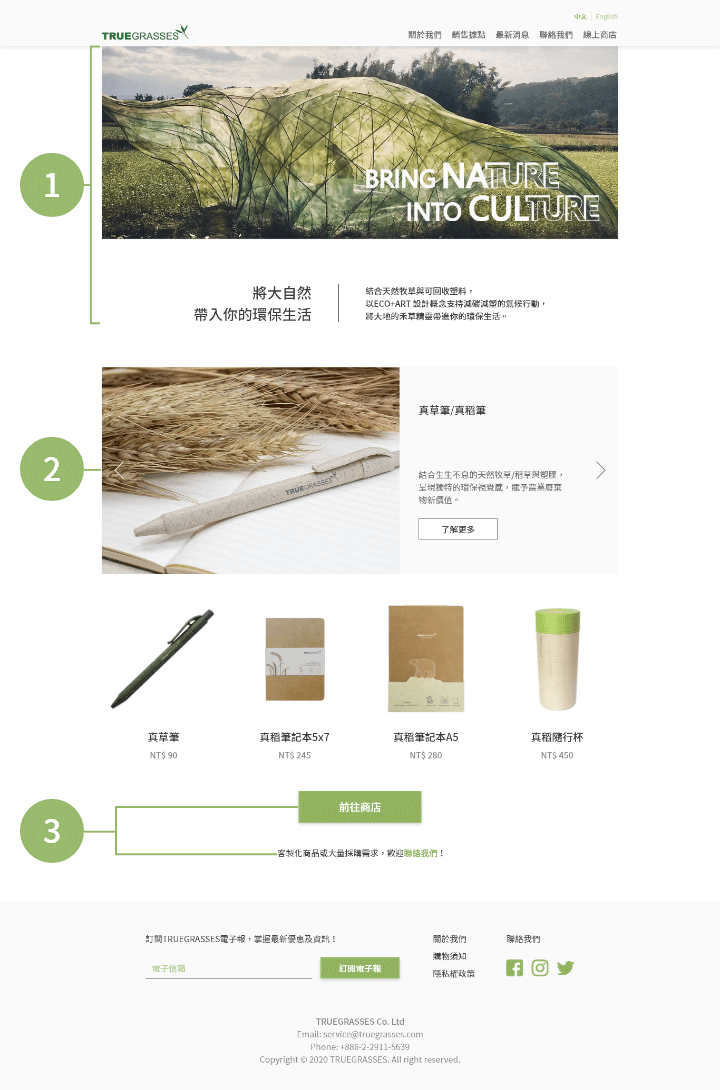 中文 | English
TRUEGRASSES
關於我們 銷售據點 最新消息 聯絡我們 線上商店
1
BRING NATURE
INTO CULTURE
將大自然
帶入你的環保生活
結合天然牧草與可回收塑料，
以ECO+ART 設計概念支持減碳減塑的氣候行動，
將大地的禾草精靈帶進你的環保生活。
2
TRUEGRASSES
真草筆/真稻筆
結合生生不息的天然牧草/稻草與塑膠，
呈現獨特的環保視覺感，賦予農業廢棄
物新價值。
了解更多
真草筆
NT$ 90
真稻筆記本5x7
NT$ 245
真稻筆記本A5
NT$ 280
真稻隨行杯
NT$ 450
3
前往商店
客製化商品或大量採購需求，歡迎聯絡我們！
訂閱TRUEGRASSES電子報，掌握最新優惠及資訊！
電子信箱
訂閱電子報
關於我們
購物須知
隱私權政策
聯絡我們
TRUEGRASSES Co. Ltd
Email: service@truegrasses.com
Phone: +886-2-2911-5639
Copyright © 2020 TRUEGRASSES. All right reserved.